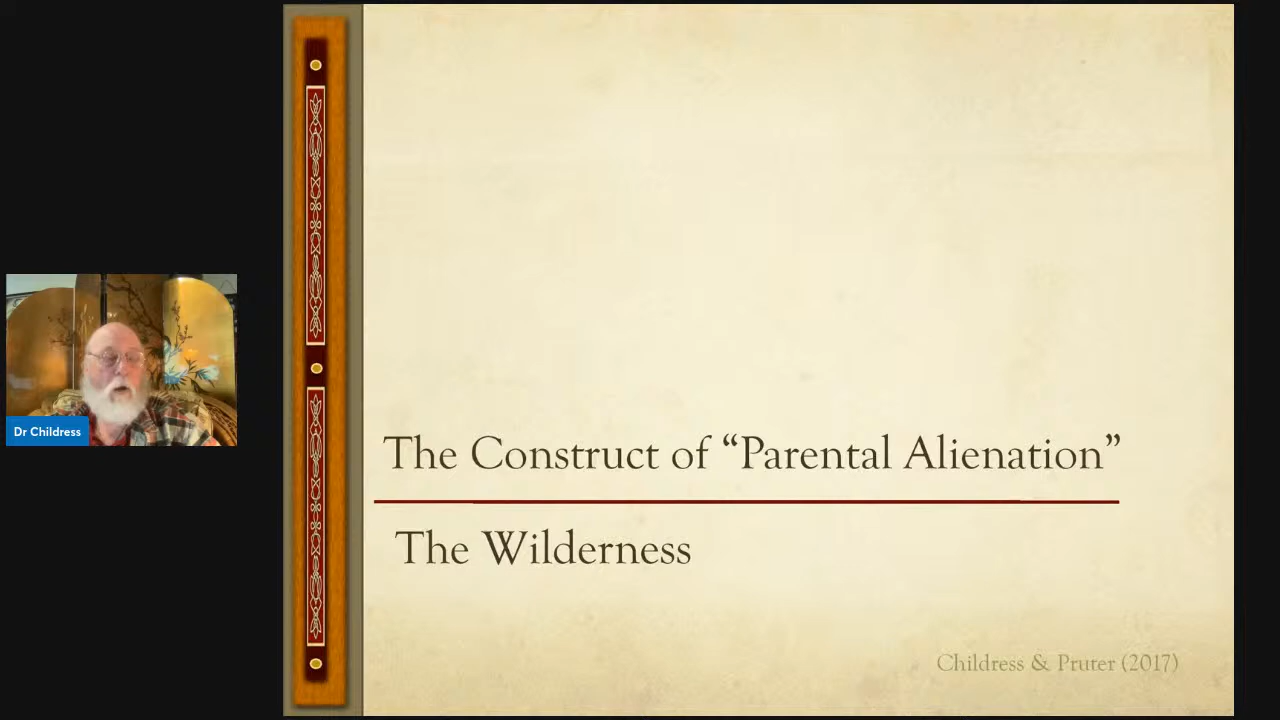 Dr Childress
The Construct of “Parental Alienation”
The Wilderness
Childress & Pruter (2017)